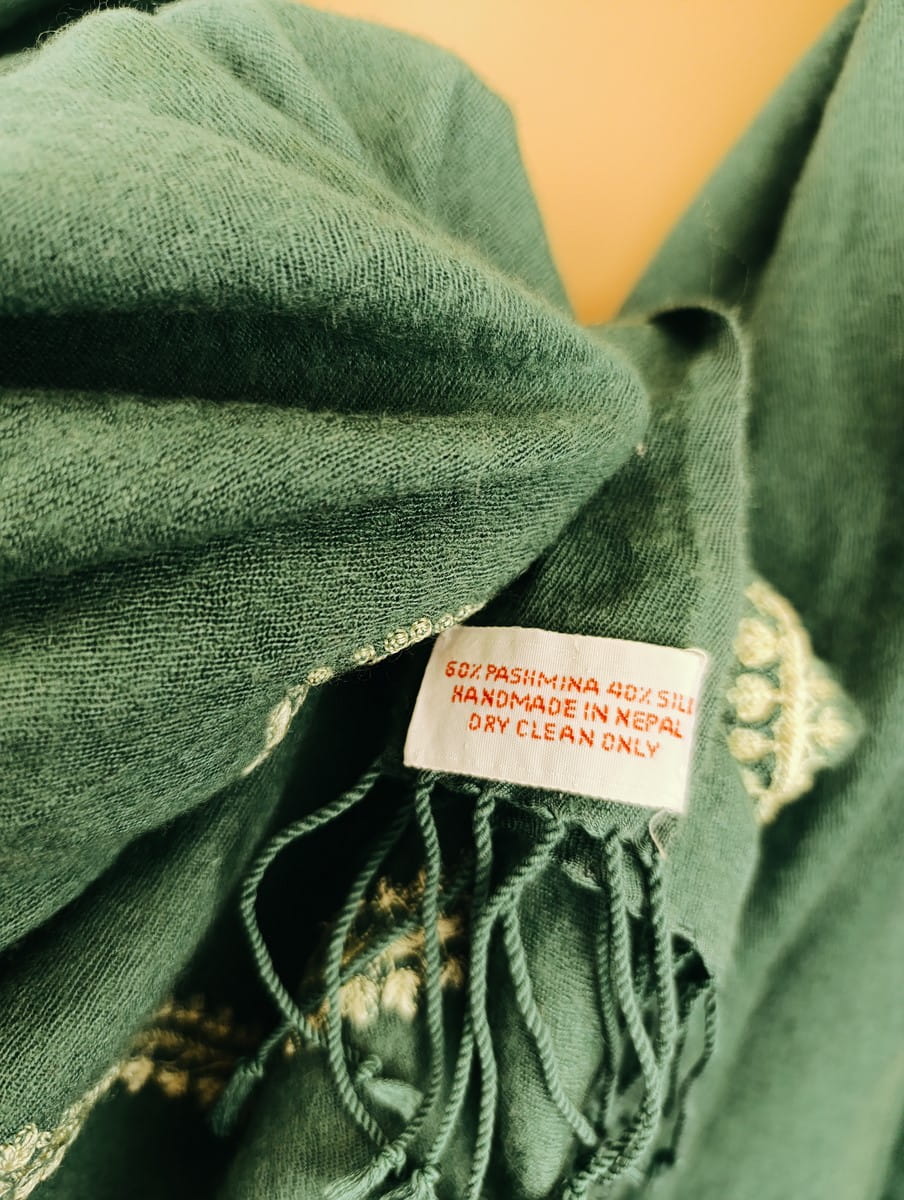 60% PASHMINA 40% SIL
HANDMADE IN NEPAL
DRY CLEAN ONLY